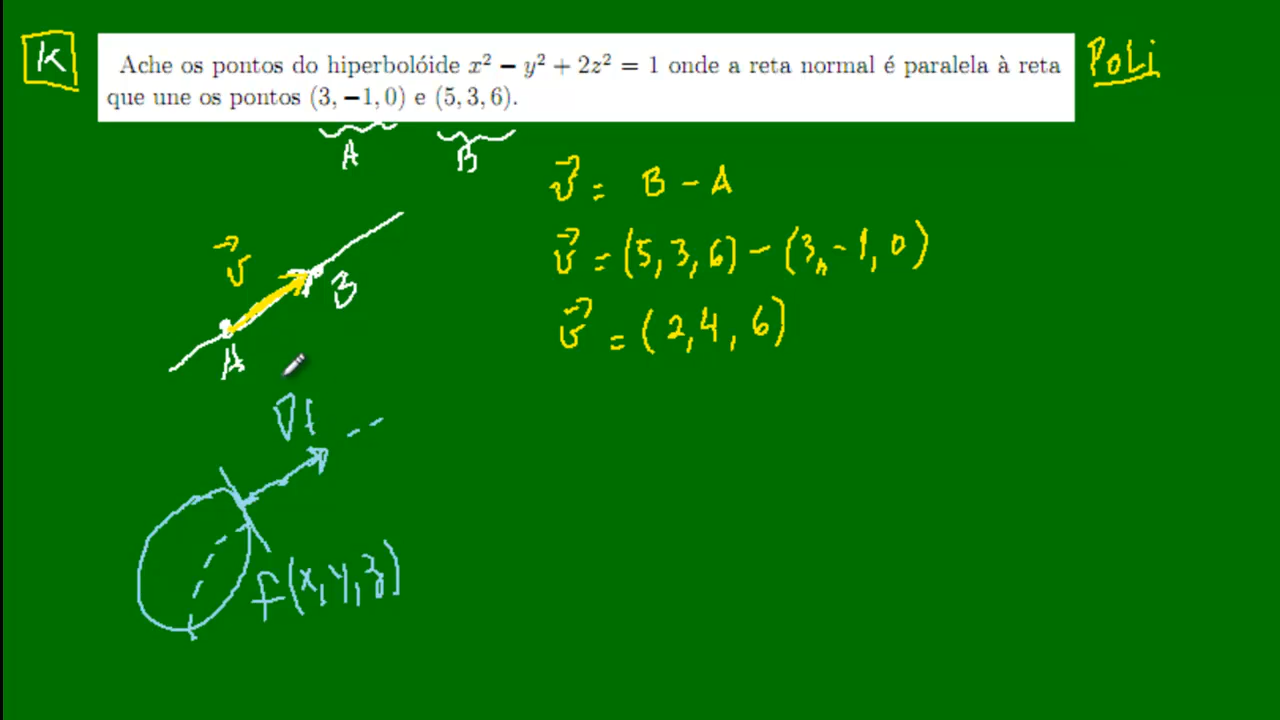 K
Ache os pontos do hiperbolóide x² − y² + 2z² = 1 onde a reta normal é paralela à reta
que une os pontos (3, −1, 0) e (5, 3, 6).
POLi
A
B
v⃗ = B − A
v⃗ = (5, 3, 6) − (3, −1, 0)
v⃗ = (2, 4, 6)
v⃗
B
A
∇f
f(x, y, z)